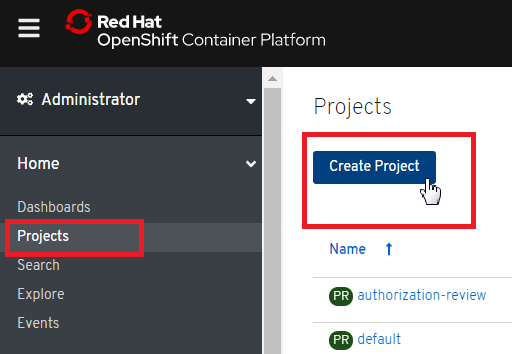 Red Hat
OpenShift Container Platform
Administrator
Home
Dashboards
Projects
Search
Explore
Events
Projects
Create Project
Name
PR authorization-review
PR default